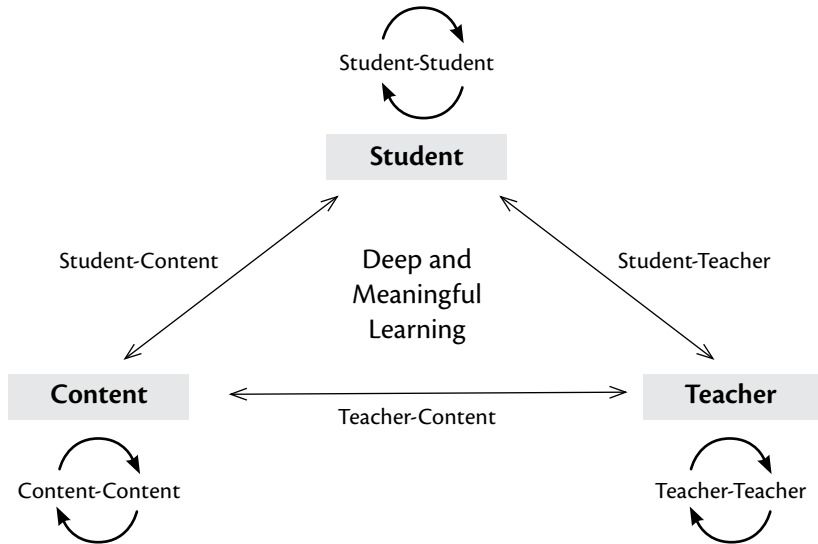 Student-Student
Student
Student-Content
Deep and
Meaningful
Learning
Student-Teacher
Content
Teacher-Content
Teacher
Content-Content
Teacher-Teacher